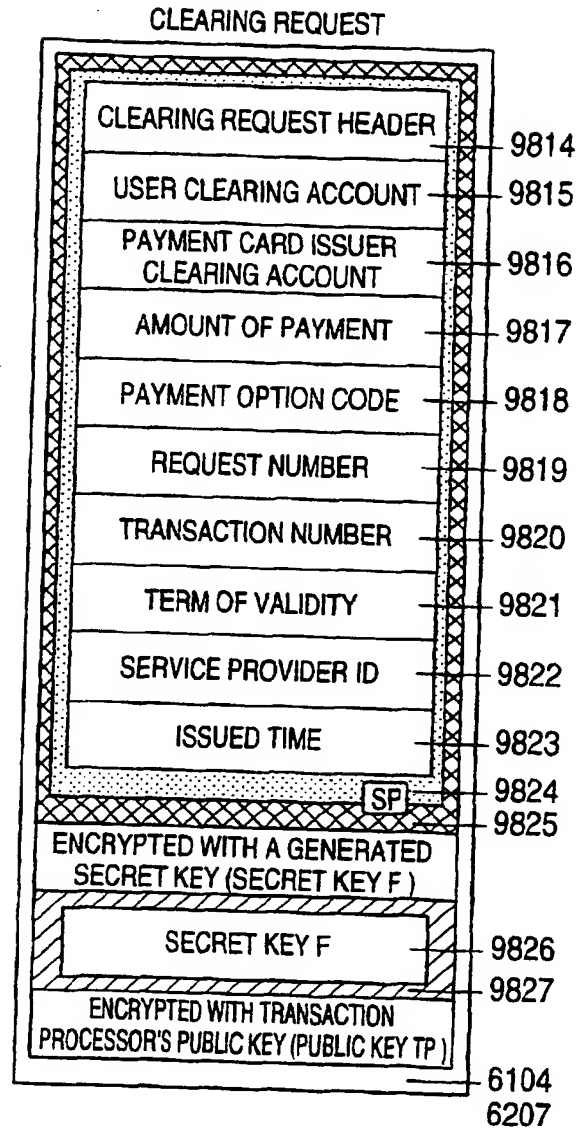 CLEARING REQUEST
CLEARING REQUEST HEADER
9814
USER CLEARING ACCOUNT
9815
PAYMENT CARD ISSUER
CLEARING ACCOUNT
9816
AMOUNT OF PAYMENT
9817
PAYMENT OPTION CODE
9818
REQUEST NUMBER
9819
TRANSACTION NUMBER
9820
TERM OF VALIDITY
9821
SERVICE PROVIDER ID
9822
ISSUED TIME
9823
SP
9824
9825
ENCRYPTED WITH A GENERATED
SECRET KEY (SECRET KEY F)
SECRET KEY F
9826
9827
ENCRYPTED WITH TRANSACTION
PROCESSOR'S PUBLIC KEY (PUBLIC KEY TP)
6104
6207